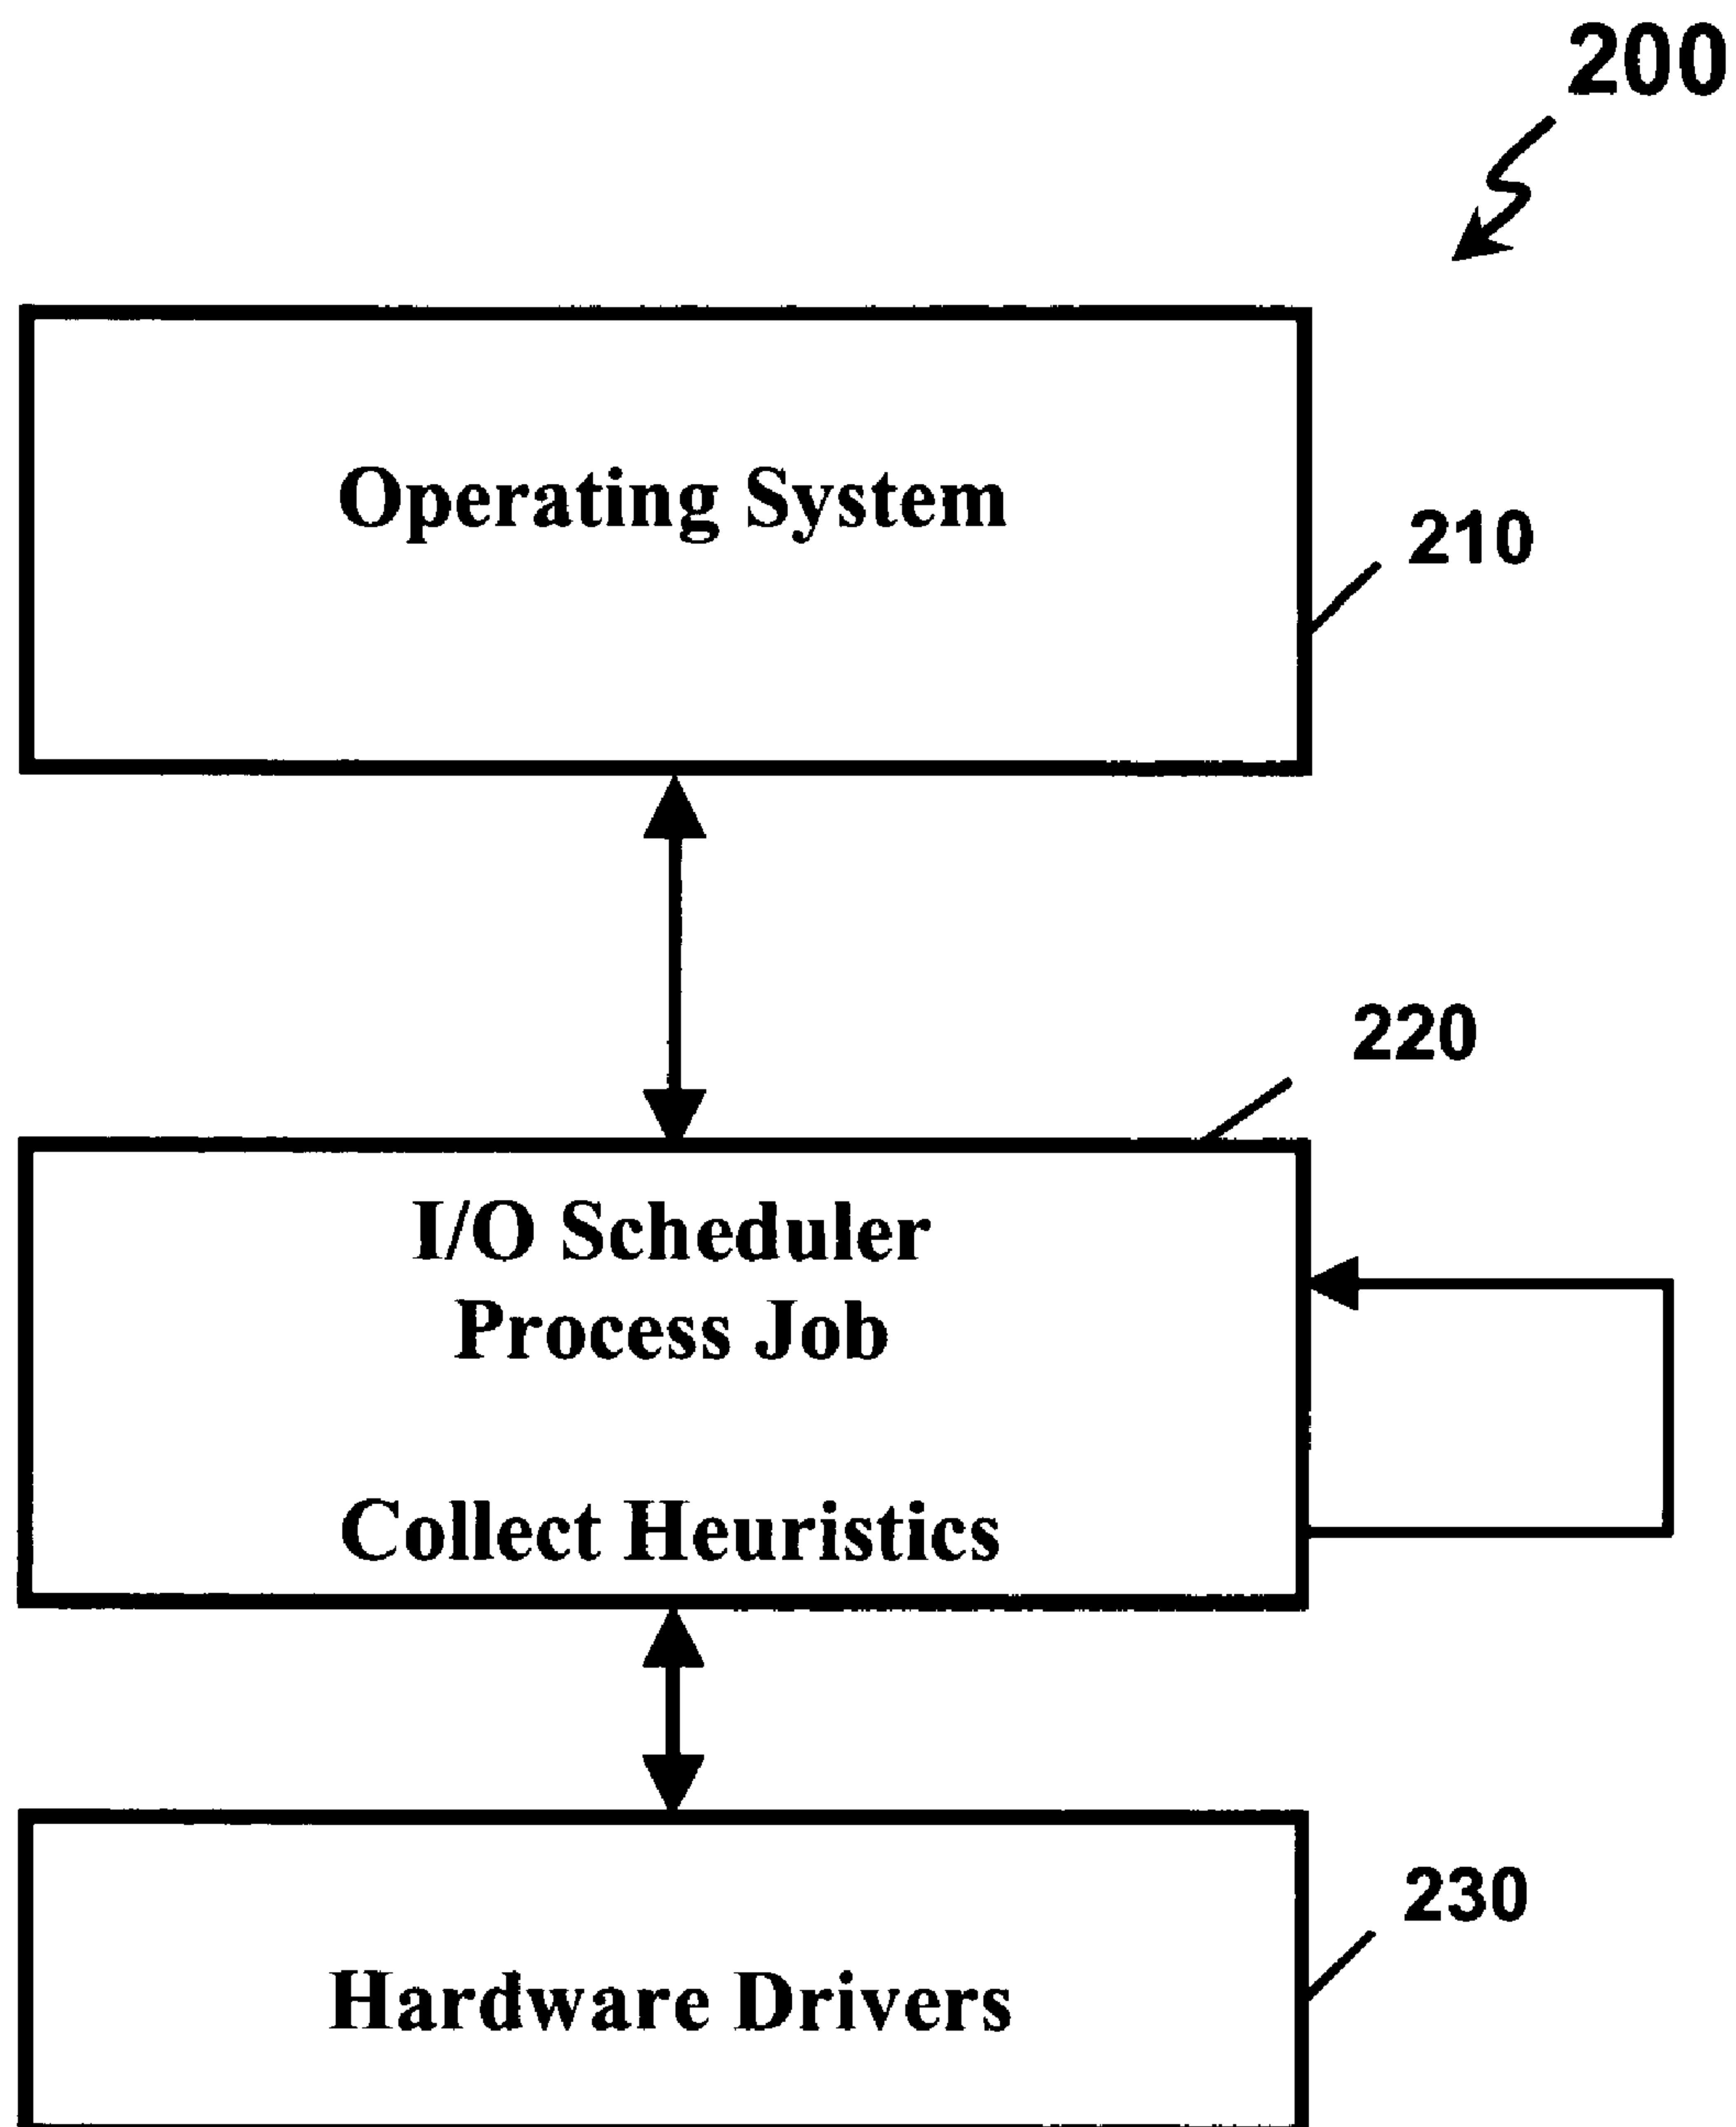 200
Operating System
210
220
I/O Scheduler
Process Job
Collect Heuristics
230
Hardware Drivers